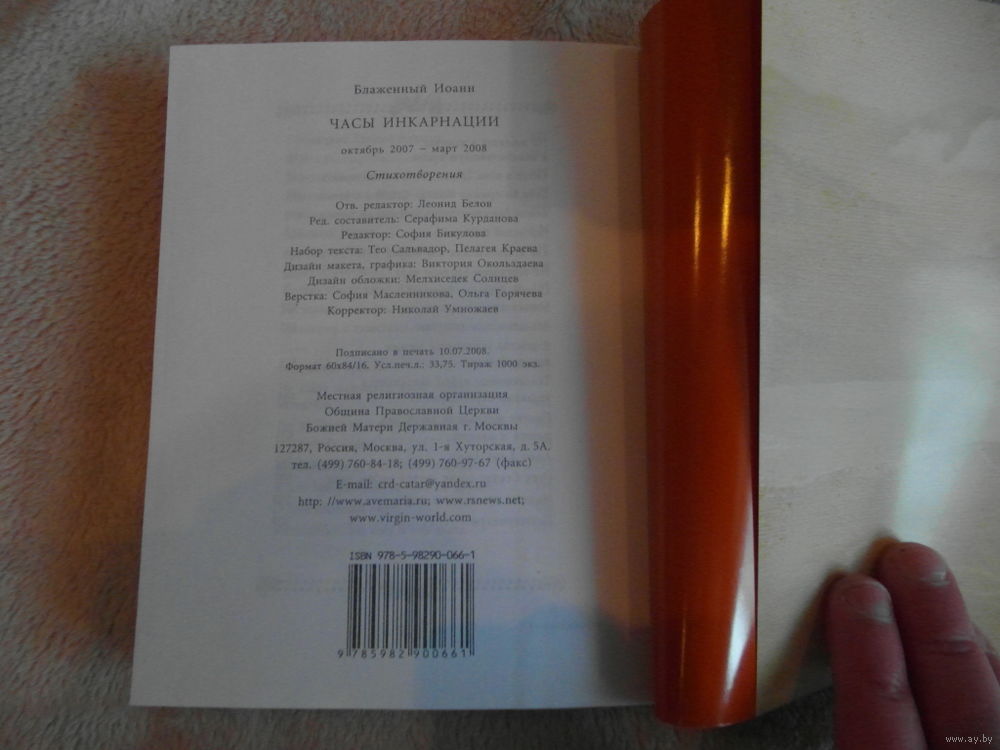 Блаженный Иоанн
ЧАСЫ ИНКАРНАЦИИ
октябрь 2007 – март 2008
Стихотворения
Отв. редактор: Леонид Белов
Ред. составитель: Серафима Курданова
Редактор: София Бикулова
Набор текста: Тео Сальвадор, Пелагея Краева
Дизайн макета, графика: Виктория Окользdaева
Дизайн обложки: Мелхиседек Солнцев
Верстка: София Масленникова, Ольга Горячева
Корректор: Николай Умножаев
Подписано в печать 10.07.2008.
Формат 60х84/16. Усл.печ.л.: 33,75. Тираж 1000 экз.
Местная религиозная организация
Община Православной Церкви
Божией Матери Державная г. Москвы
127287, Россия, Москва, ул. 1-я Хуторская, д. 5А.
тел. (499) 760-84-18; (499) 760-97-67 (факс)
E-mail: crd-catar@yandex.ru
http: //www.avemaria.ru; www.rsnews.net;
www.virgin-world.com
ISBN 978-5-98290-066-1
9 785982 900661
www.ay.by